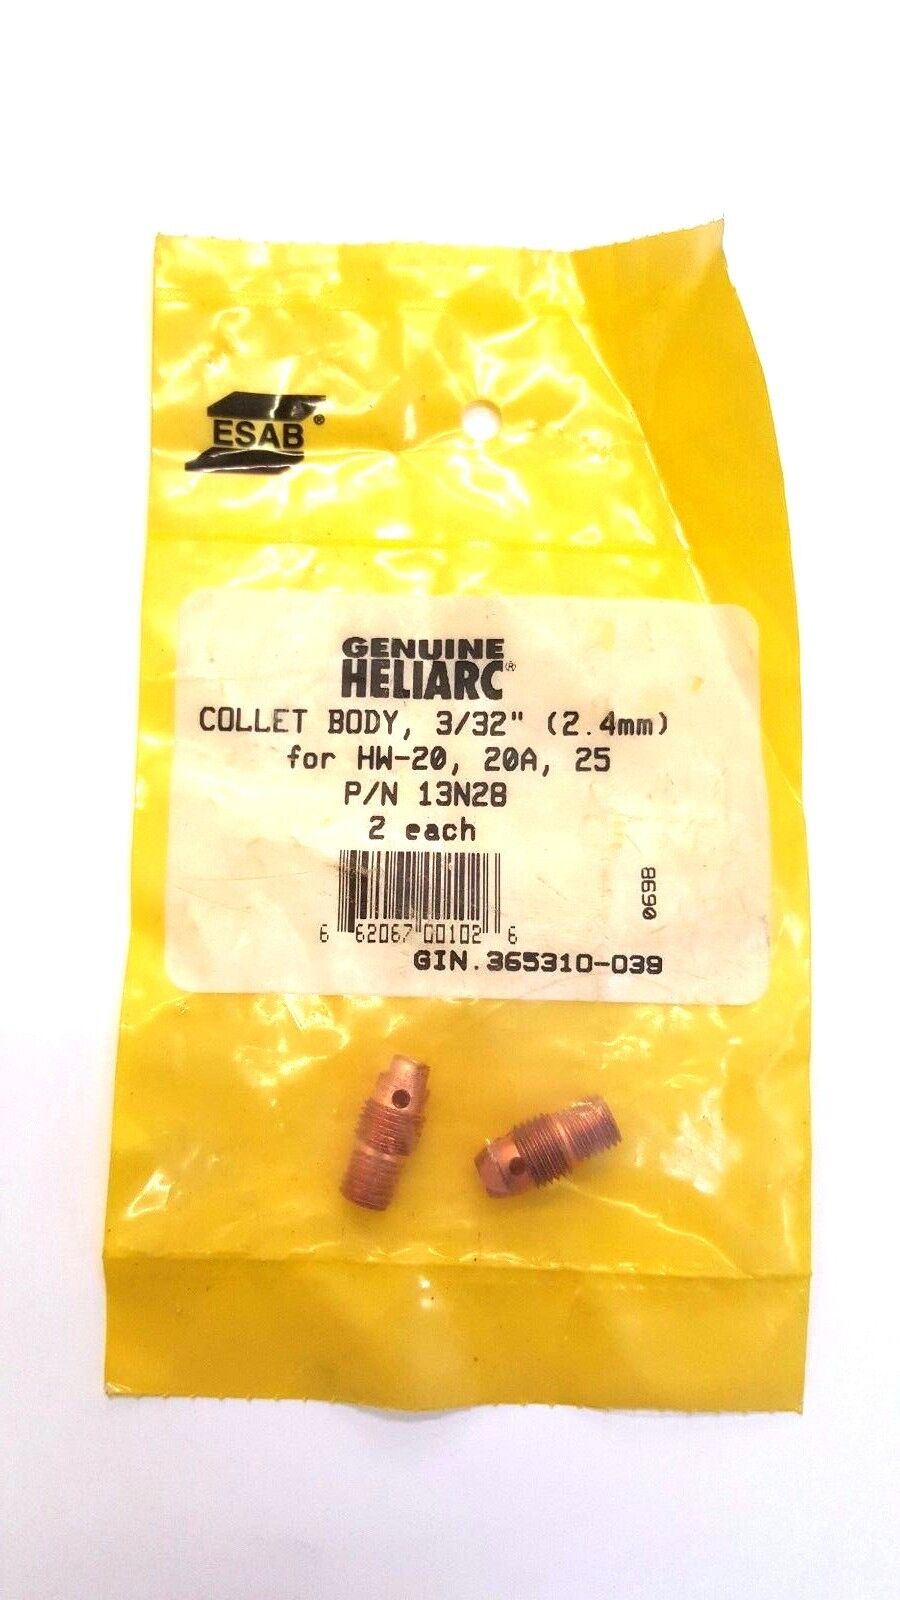 ESAB®
GENUINE
HELIARC®
COLLET BODY, 3/32" (2.4mm)
for HW-20, 20A, 25
P/N 13N28
2 each
0698
6 62067 00102 6
GIN.365310-039